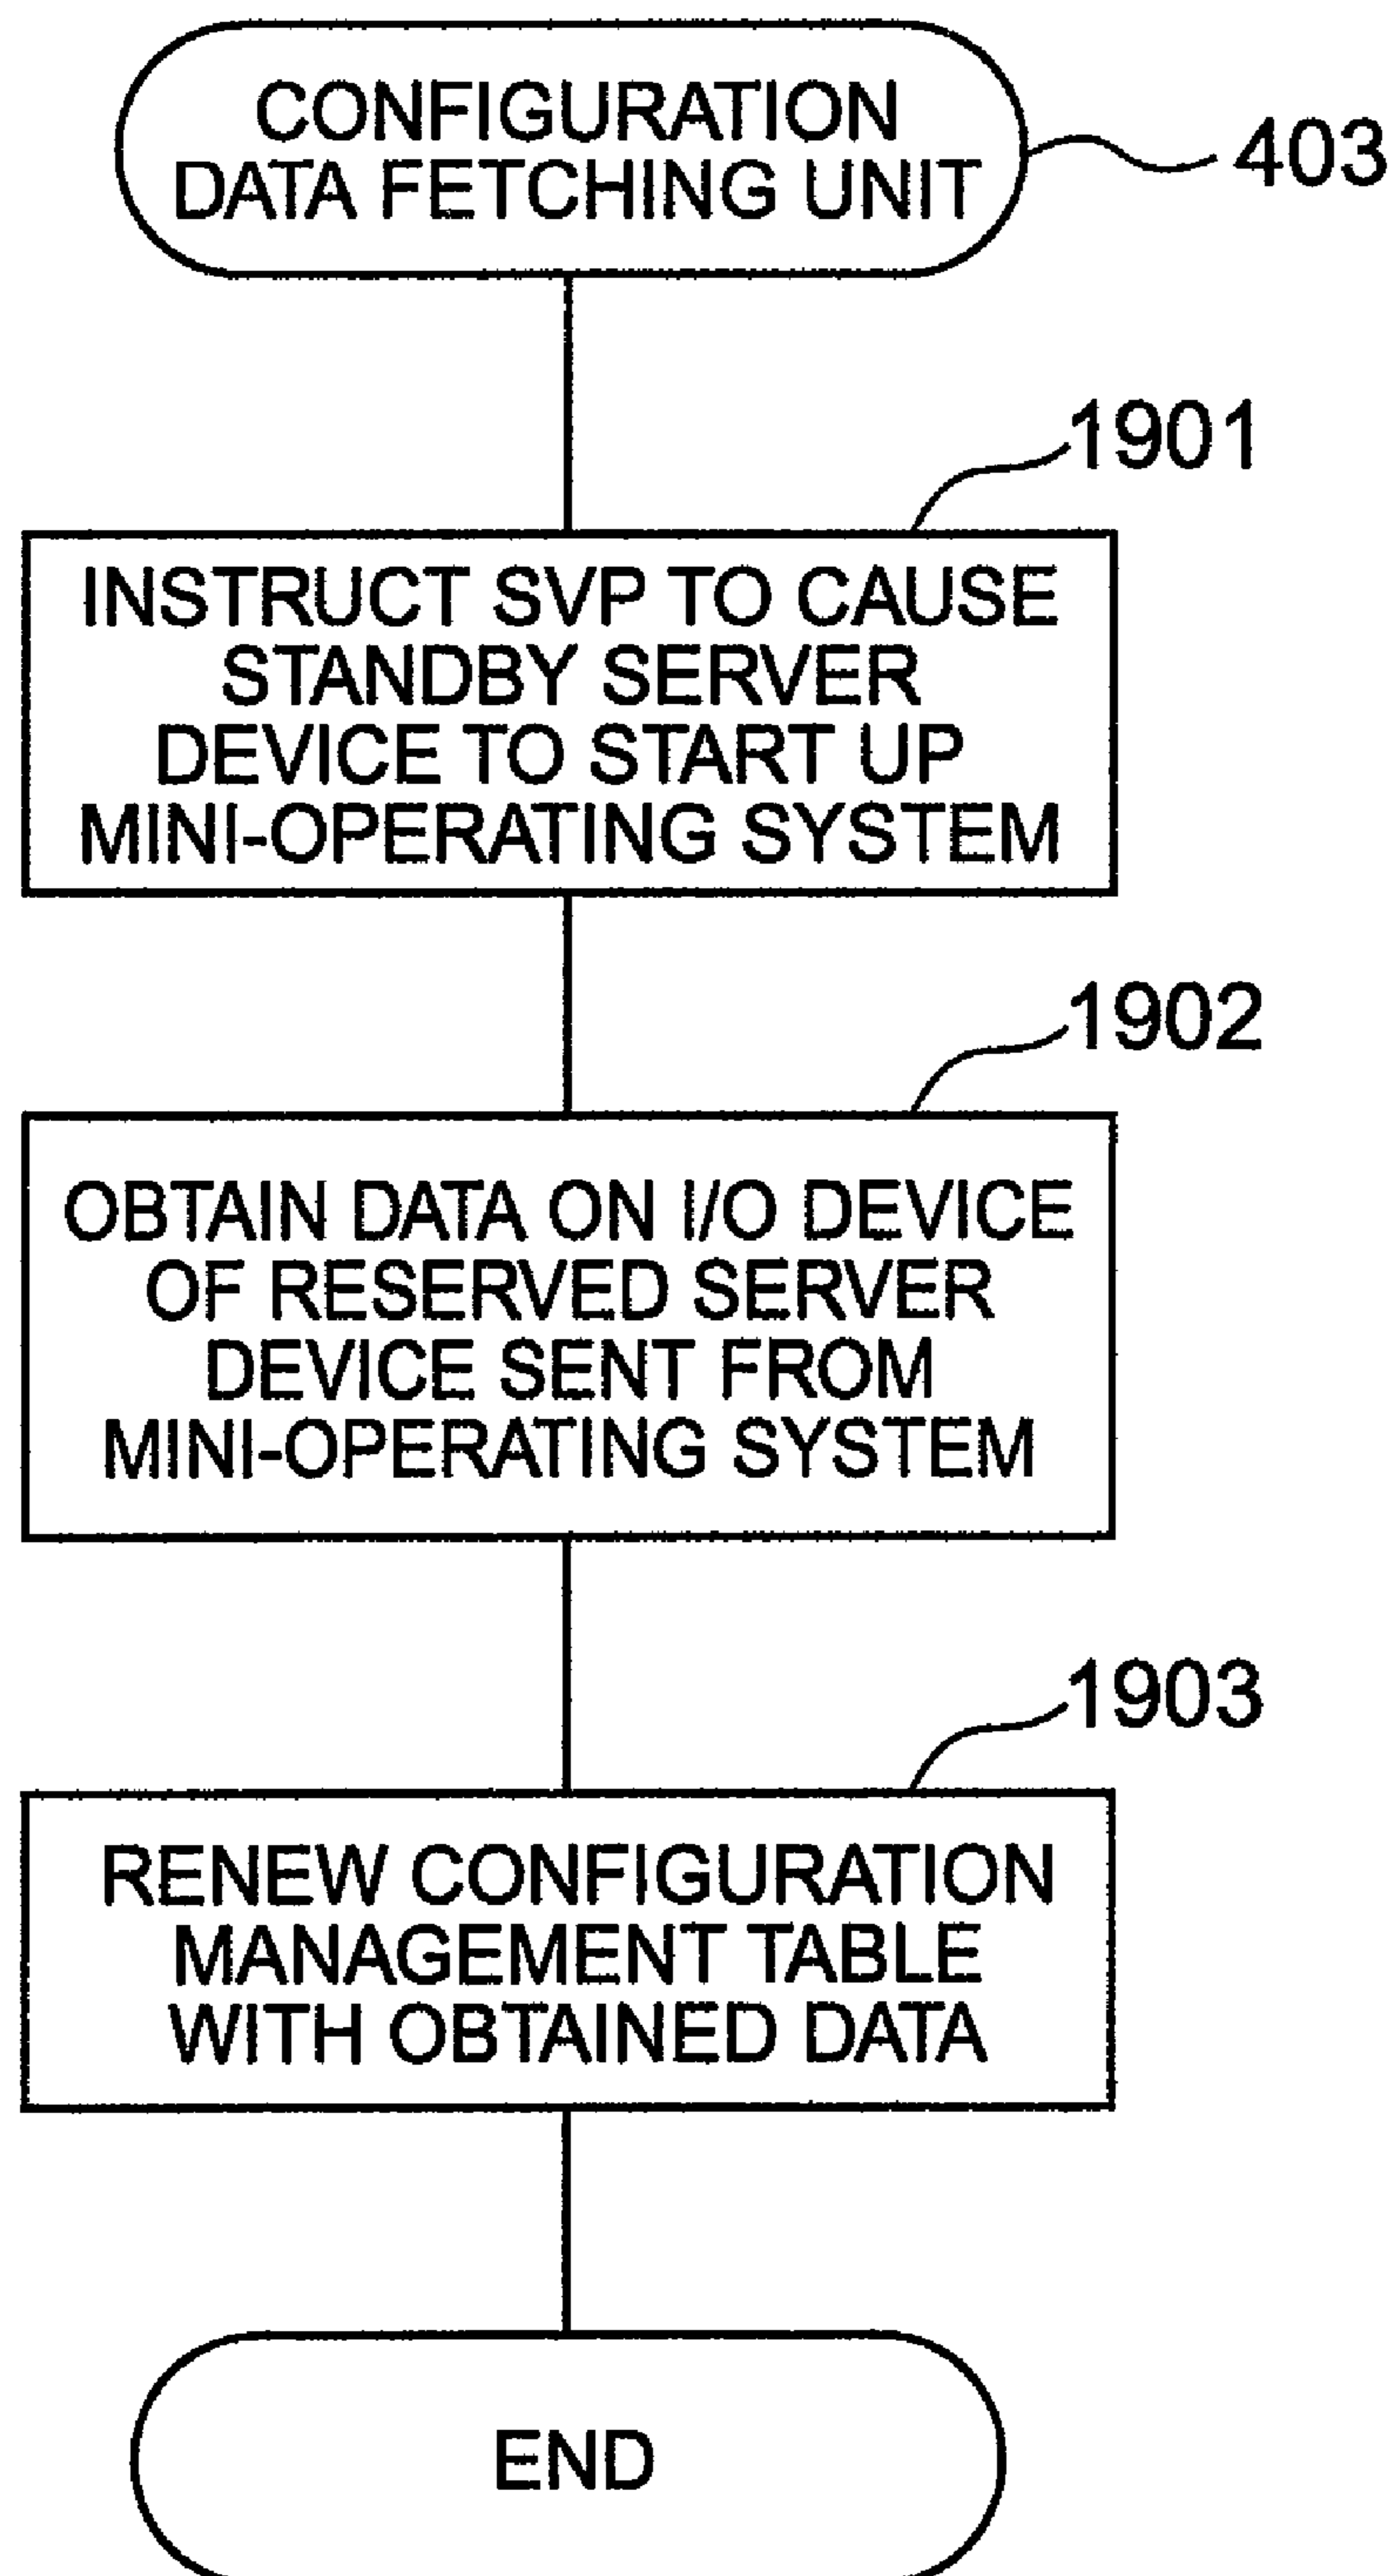 CONFIGURATION
DATA FETCHING UNIT
403
1901
INSTRUCT SVP TO CAUSE
STANDBY SERVER
DEVICE TO START UP
MINI-OPERATING SYSTEM
1902
OBTAIN DATA ON I/O DEVICE
OF RESERVED SERVER
DEVICE SENT FROM
MINI-OPERATING SYSTEM
1903
RENEW CONFIGURATION
MANAGEMENT TABLE
WITH OBTAINED DATA
END